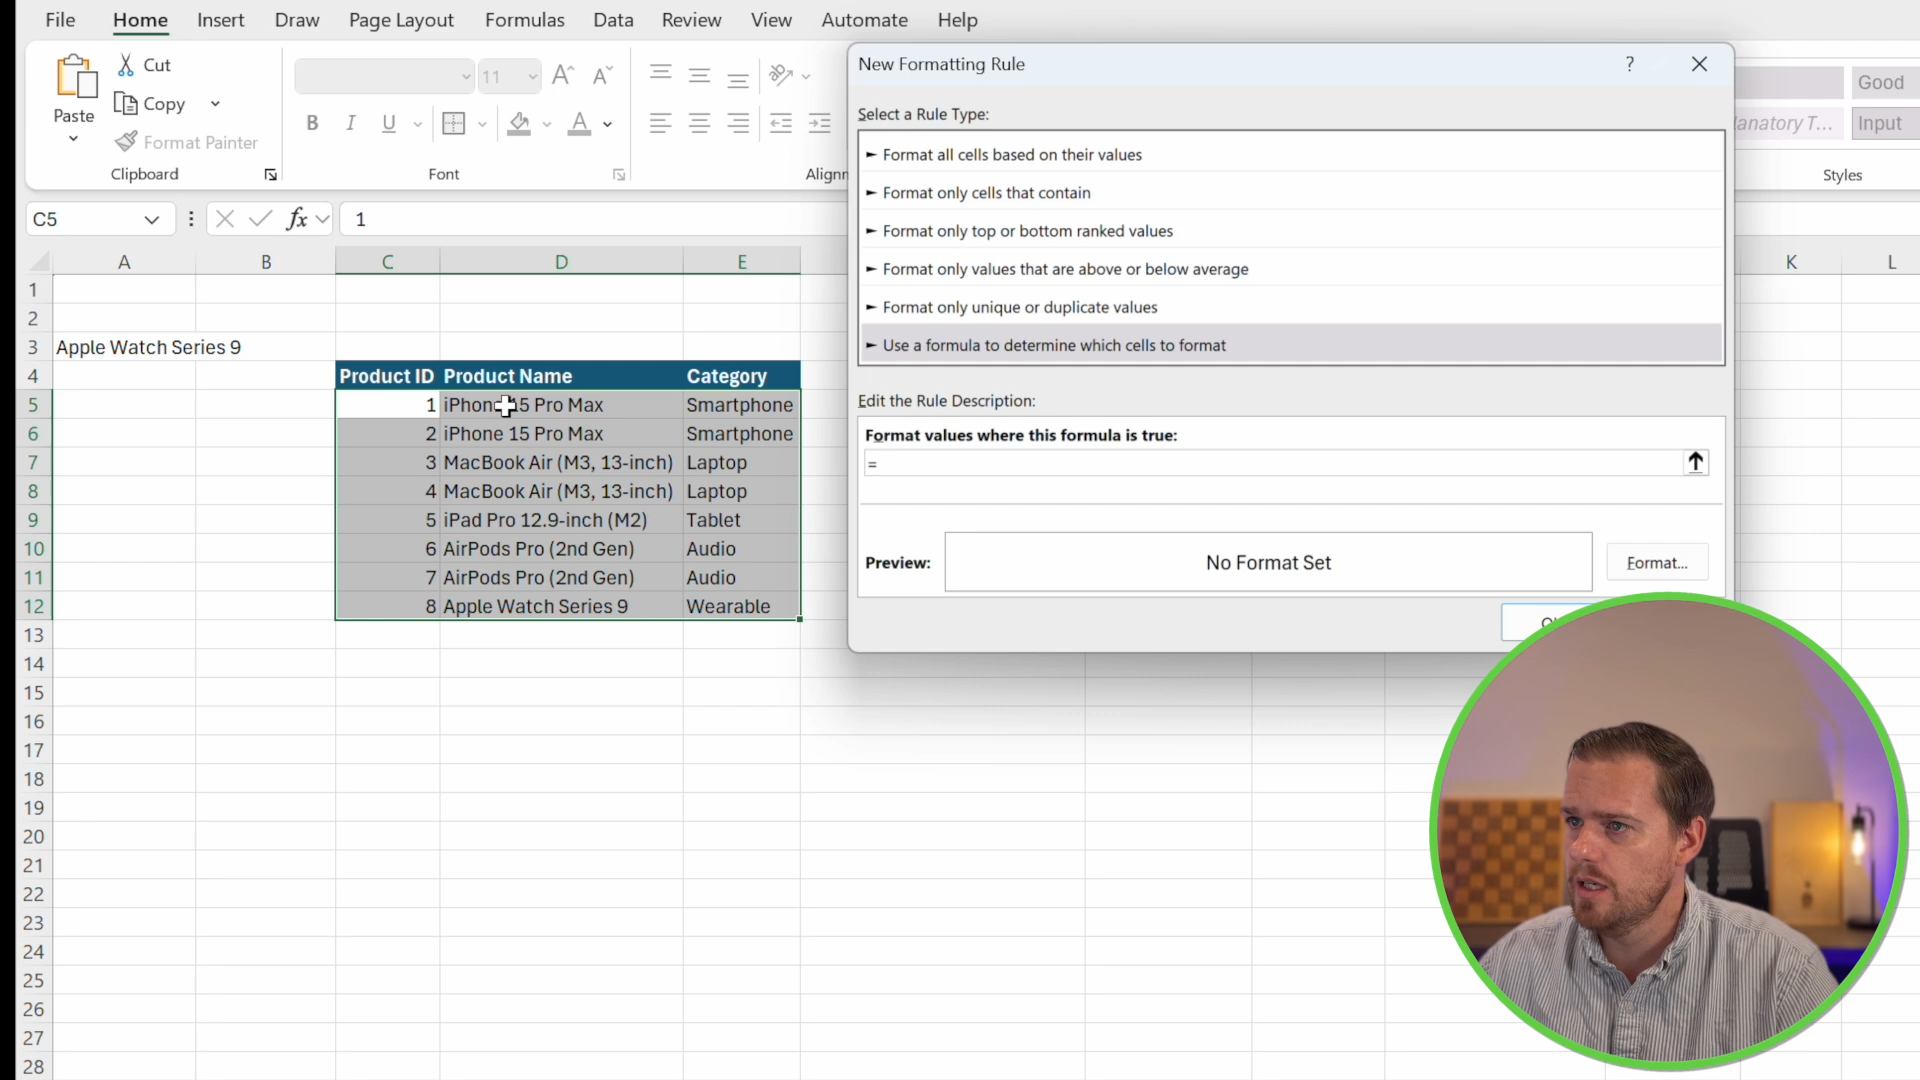 File Home Insert Draw Page Layout Formulas Data Review View Automate Help
Paste
Cut
Copy
Format Painter
Clipboard
11
B I U
A
Font
New Formatting Rule
? 
Select a Rule Type:
► Format all cells based on their values
► Format only cells that contain
► Format only top or bottom ranked values
► Format only values that are above or below average
► Format only unique or duplicate values
► Use a formula to determine which cells to format
Edit the Rule Description:
Format values where this formula is true:
=
Preview: No Format Set Format...
Good
Input
Styles
C5 fx 1
A B C D E K L
1
2
3 Apple Watch Series 9
4 Product ID Product Name Category
5 1 iPhone 15 Pro Max Smartphone
6 2 iPhone 15 Pro Max Smartphone
7 3 MacBook Air (M3, 13-inch) Laptop
8 4 MacBook Air (M3, 13-inch) Laptop
9 5 iPad Pro 12.9-inch (M2) Tablet
10 6 AirPods Pro (2nd Gen) Audio
11 7 AirPods Pro (2nd Gen) Audio
12 8 Apple Watch Series 9 Wearable
13
14
15
16
17
18
19
20
21
22
23
24
25
26
27
28